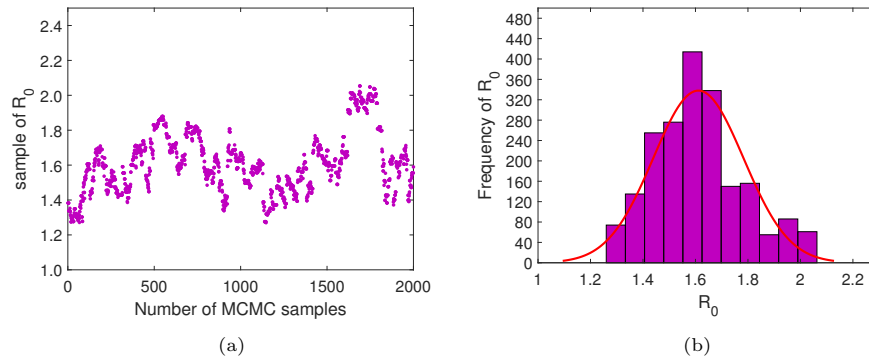 2.4
2.2
2.0
1.8
1.6
1.4
1.2
1.0
sample of R0
0 500 1000 1500 2000
Number of MCMC samples
(a)
480
440
400
360
320
280
240
200
160
120
80
40
0
Frequency of R0
1 1.2 1.4 1.6 1.8 2 2.2
R0
(b)